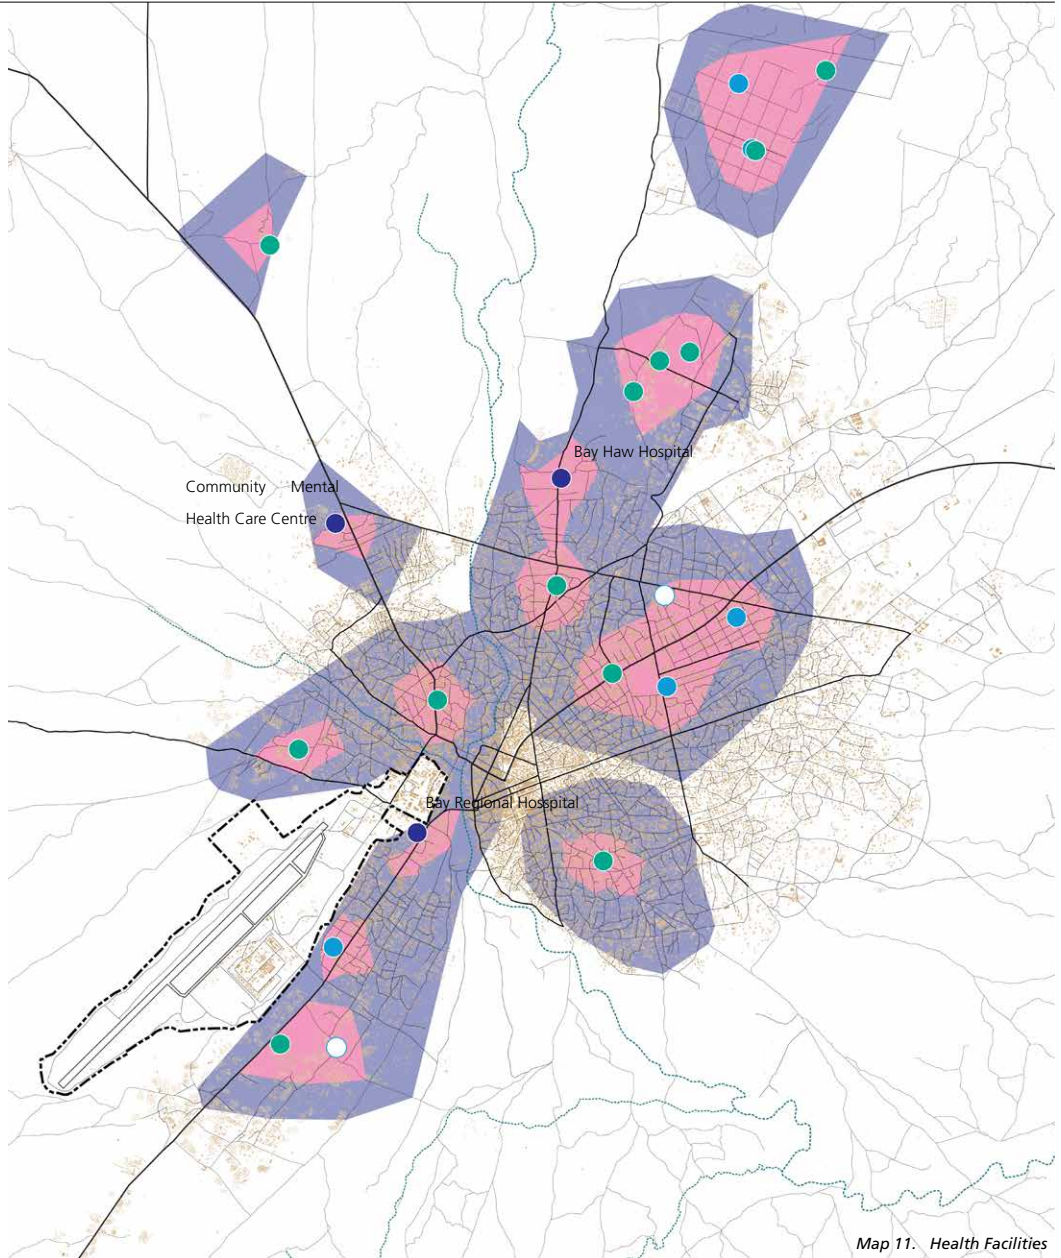 Bay Haw Hospital
Community Mental
Health Care Centre
Bay Regional Hosspital
Map 11. Health Facilities